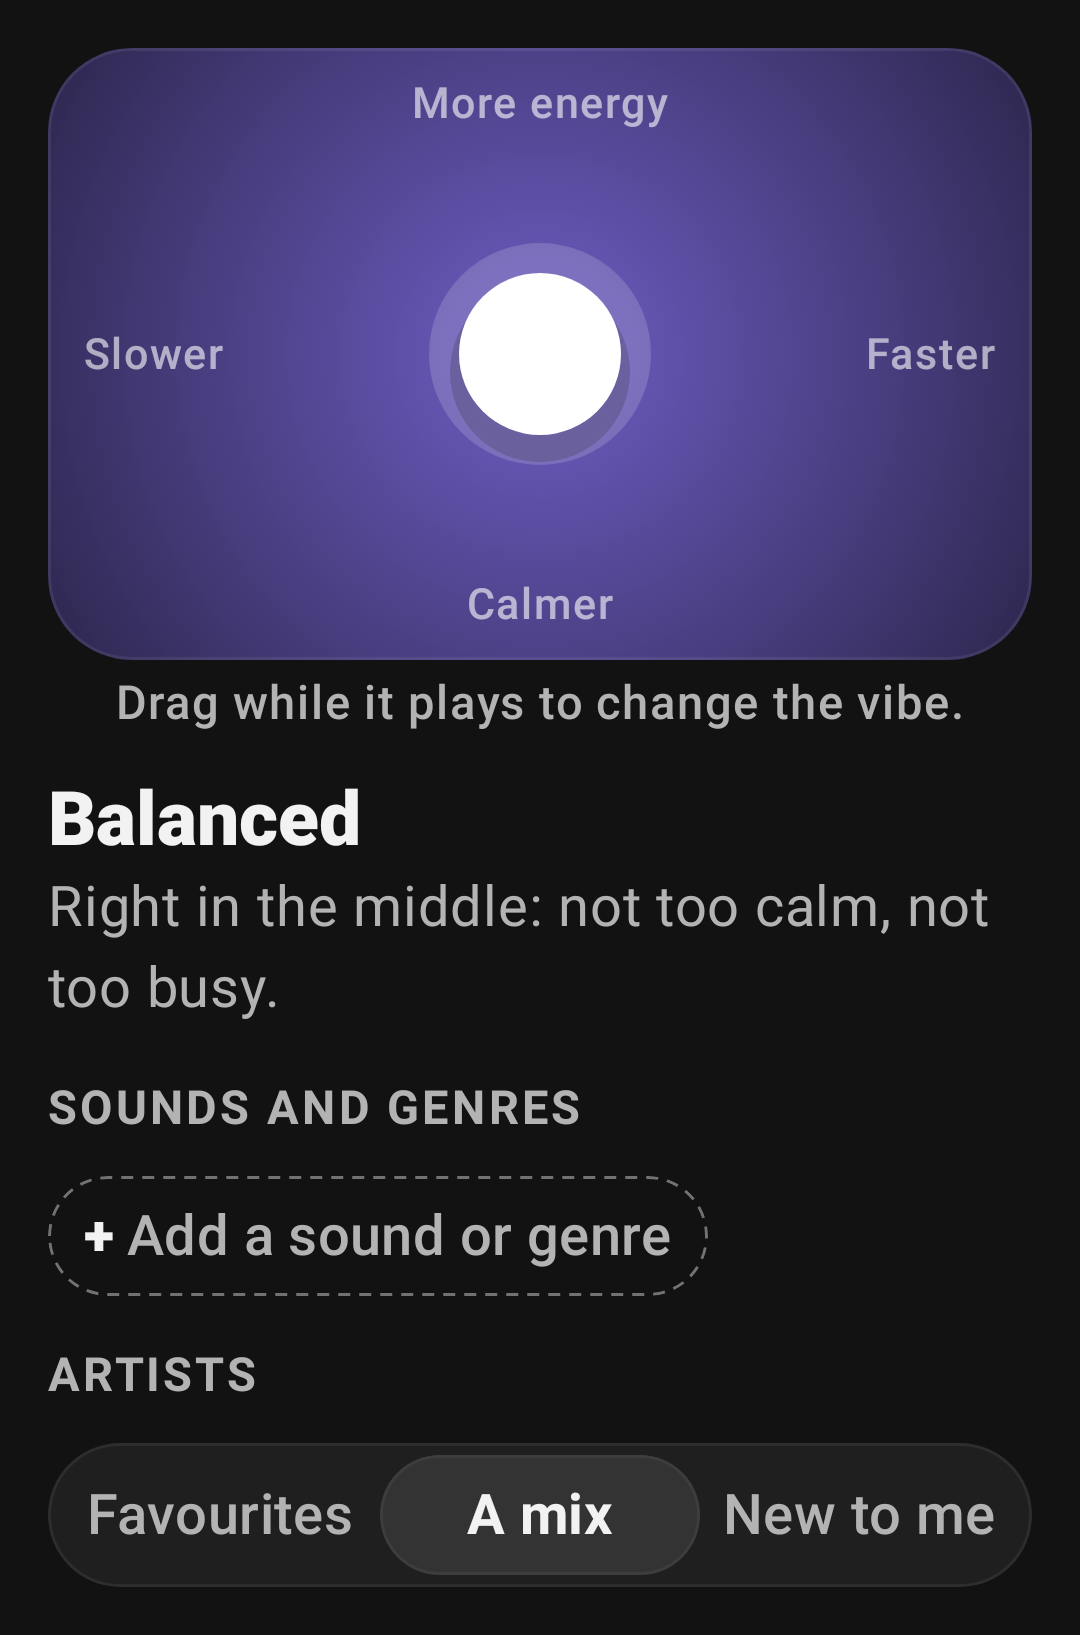 More energy
Slower
Faster
Calmer
Drag while it plays to change the vibe.
Balanced
Right in the middle: not too calm, not
too busy.
SOUNDS AND GENRES
+ Add a sound or genre
ARTISTS
Favourites
A mix
New to me